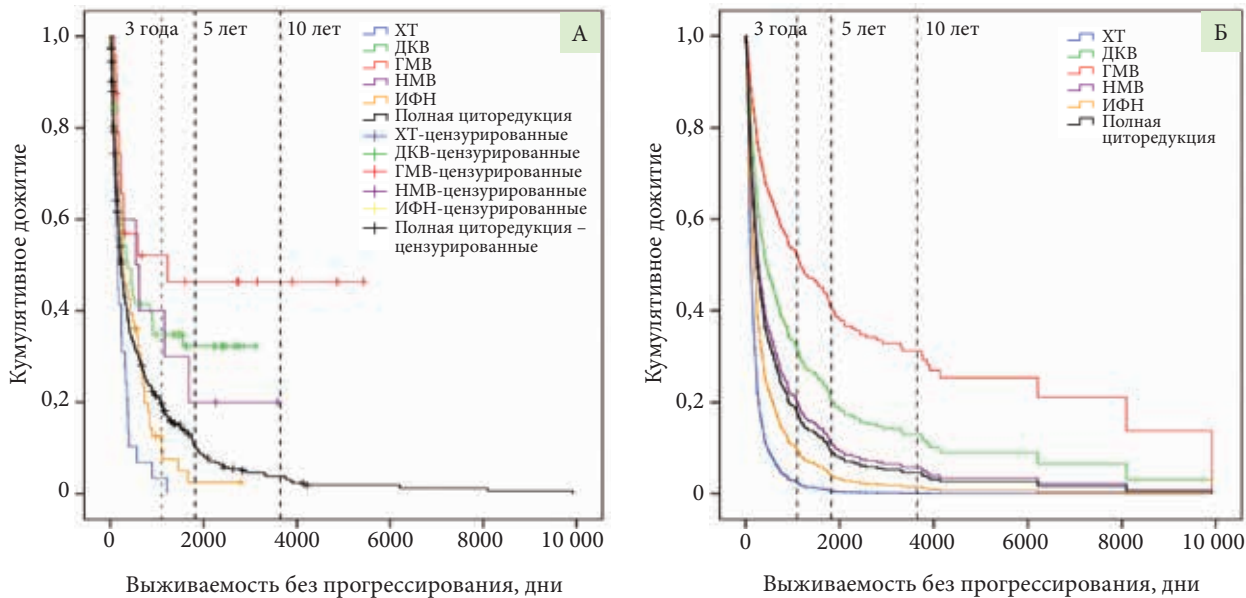 3 года 5 лет 10 лет А
ХТ
ДКВ
ГМВ
НМВ
ИФН
Полная циторедукция
ХТ-цензурированные
ДКВ-цензурированные
ГМВ-цензурированные
НМВ-цензурированные
ИФН-цензурированные
Полная циторедукция –
цензурированные
1,0
0,8
0,6
0,4
0,2
0
Кумулятивное дожитие
0 2000 4000 6000 8000 10 000
Выживаемость без прогрессирования, дни
3 года 5 лет 10 лет Б
ХТ
ДКВ
ГМВ
НМВ
ИФН
Полная
циторедукция
1,0
0,8
0,6
0,4
0,2
0
Кумулятивное дожитие
0 2000 4000 6000 8000 10 000
Выживаемость без прогрессирования, дни